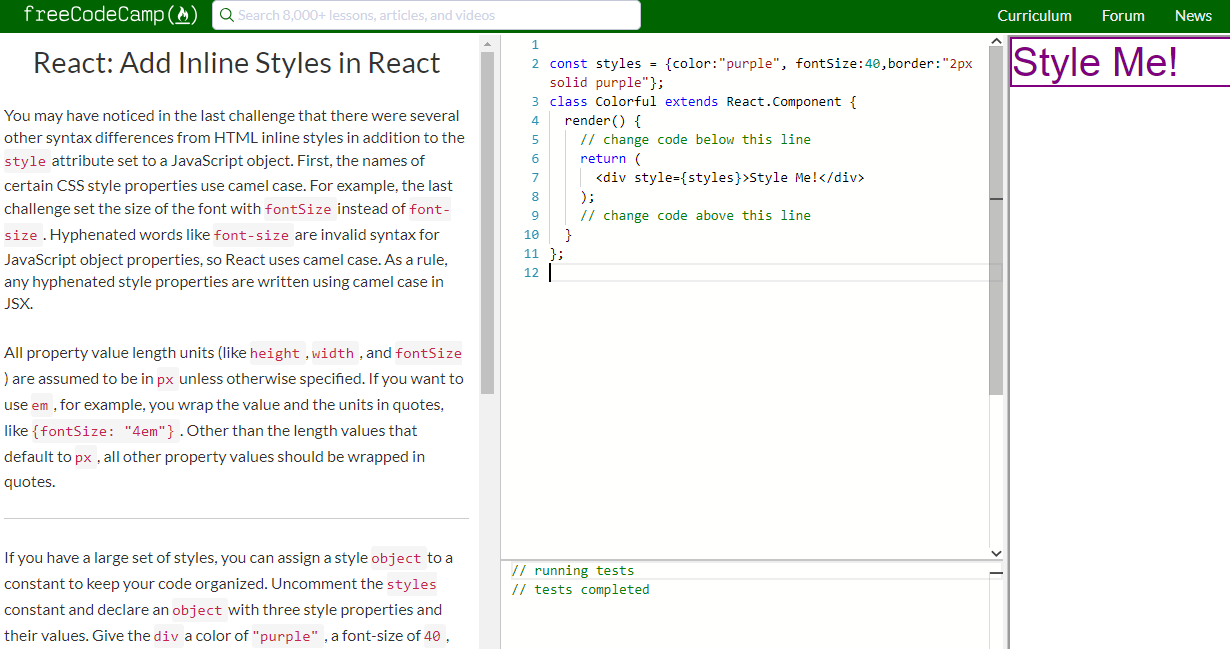 freeCodeCamp
Search 8,000+ lessons, articles, and videos
Curriculum
Forum
News
React: Add Inline Styles in React
You may have noticed in the last challenge that there were several
other syntax differences from HTML inline styles in addition to the
style attribute set to a JavaScript object. First, the names of
certain CSS style properties use camel case. For example, the last
challenge set the size of the font with fontSize instead of font-
size . Hyphenated words like font-size are invalid syntax for
JavaScript object properties, so React uses camel case. As a rule,
any hyphenated style properties are written using camel case in
JSX.
All property value length units (like height , width , and fontSize
) are assumed to be in px unless otherwise specified. If you want to
use em , for example, you wrap the value and the units in quotes,
like {fontSize: "4em"} . Other than the length values that
default to px , all other property values should be wrapped in
quotes.
If you have a large set of styles, you can assign a style object to a
constant to keep your code organized. Uncomment the styles
constant and declare an object with three style properties and
their values. Give the div a color of "purple" , a font-size of 40 ,
1
2 const styles = {color:"purple", fontSize:40,border:"2px
solid purple"};
3 class Colorful extends React.Component {
4 render() {
5 // change code below this line
6 return (
7 <div style={styles}>Style Me!</div>
8 );
9 // change code above this line
10 }
11 };
12
// running tests
// tests completed
Style Me!